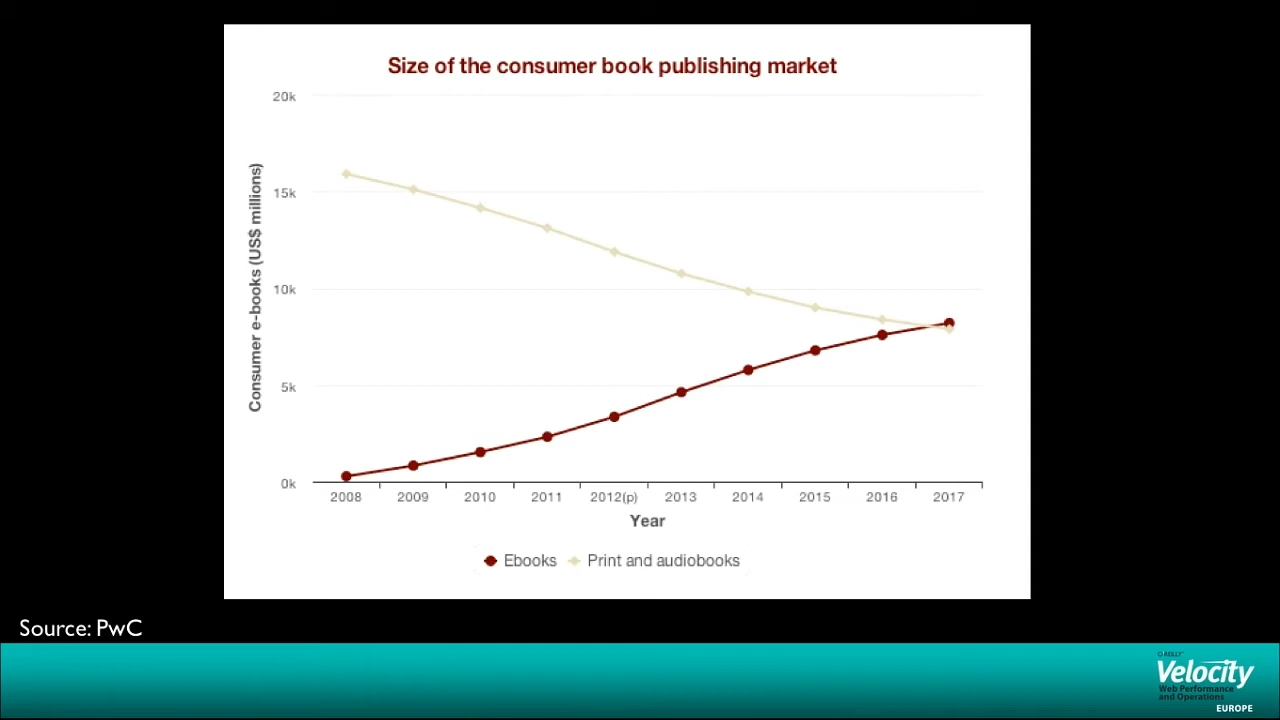 Size of the consumer book publishing market
20k
15k
10k
5k
0k
Consumer e-books (US$ millions)
2008 2009 2010 2011 2012(p) 2013 2014 2015 2016 2017
Year
Ebooks Print and audiobooks
Source: PwC
O'REILLY™
Velocity
Web Performance
and Operations
EUROPE